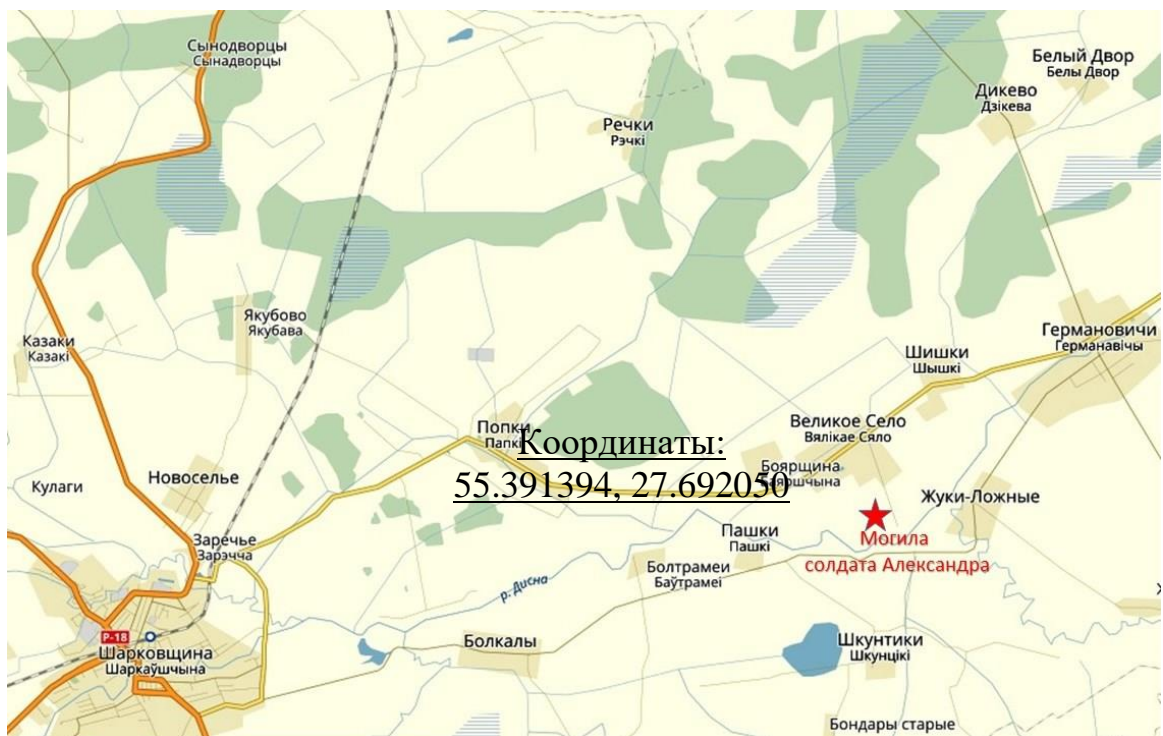 Сынодворцы
Сынадворцы
Белый Двор
Белы Двор
Дикево
Дзікева
Речки
Рэчкі
Якубово
Якубава
Казаки
Казакі
Германовичи
Германавічы
Шишки
Шышкі
Великое Село
Вялікае Сяло
Попки
Папкі
Координаты:
55.391394, 27.692050
Боярщина
Баяршчына
Кулаги
Новоселье
Жуки-Ложные
Заречье
Зарэчча
Пашки
Пашкі
Могила
солдата Александра
Болтрамеи
Баўтрамеі
р. Дисна
Р-18
Шарковщина
Шаркаўшчына
Болкалы
Шкунтики
Шкунцікі
Бондары старые